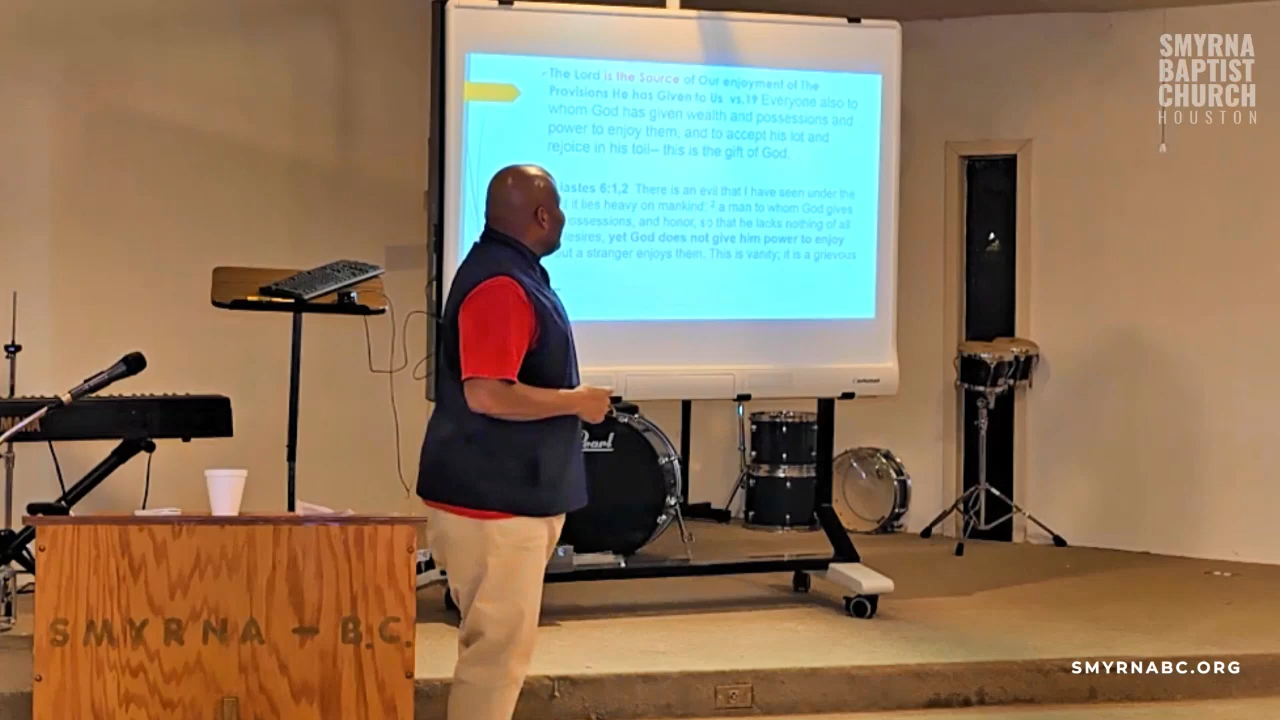 SMYRNA
BAPTIST
CHURCH
HOUSTON
The Lord is the Source of Our enjoyment of The
Provisions He has Given to Us vs.19 Everyone also to
whom God has given wealth and possessions and
power to enjoy them, and to accept his lot and
rejoice in his toil– this is the gift of God.
iastes 6:1,2 There is an evil that I have seen under the
it lies heavy on mankind: 2 a man to whom God gives
ossessions, and honor, so that he lacks nothing of all
esires, yet God does not give him power to enjoy
out a stranger enjoys them. This is vanity; it is a grievous
Pearl
SMYRNA – B.C.
SMYRNABC.ORG